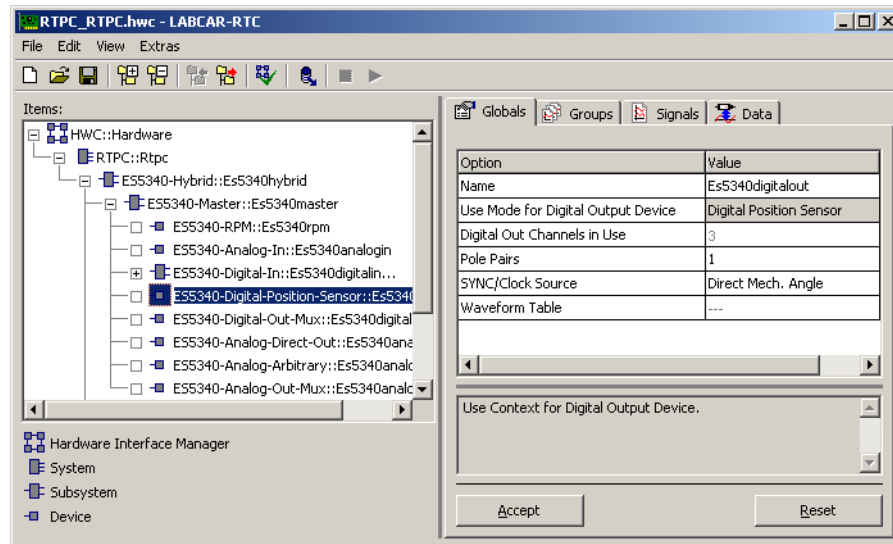 RTPC_RTPC.hwc - LABCAR-RTC
File Edit View Extras
Items:
HWC::Hardware
RTPC::Rtpc
ES5340-Hybrid::Es5340hybrid
ES5340-Master::Es5340master
ES5340-RPM::Es5340rpm
ES5340-Analog-In::Es5340analogin
ES5340-Digital-In::Es5340digitalin...
ES5340-Digital-Position-Sensor::Es5340
ES5340-Digital-Out-Mux::Es5340digital
ES5340-Analog-Direct-Out::Es5340ana
ES5340-Analog-Arbitrary::Es5340analo
ES5340-Analog-Out-Mux::Es5340analo
Hardware Interface Manager
System
Subsystem
Device
Globals Groups Signals Data
Option Value
Name Es5340digitalout
Use Mode for Digital Output Device Digital Position Sensor
Digital Out Channels in Use 3
Pole Pairs 1
SYNC/Clock Source Direct Mech. Angle
Waveform Table ---
Use Context for Digital Output Device.
Accept Reset